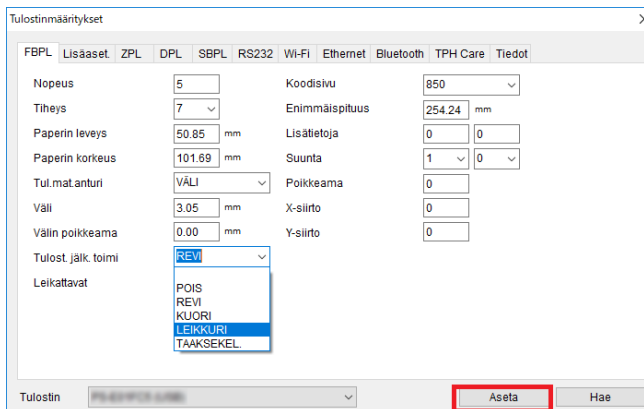 Tulostinmääritykset
FBPL Lisäaset. ZPL DPL SBPL RS232 Wi-Fi Ethernet Bluetooth TPH Care Tiedot
Nopeus 5 Koodisivu 850
Tiheys 7 Enimmäispituus 254.24 mm
Paperin leveys 50.85 mm Lisätietoja 0 0
Paperin korkeus 101.69 mm Suunta 1 0
Tul.mat.anturi VÄLI Poikkeama 0
Väli 3.05 mm X-siirto 0
Välin poikkeama 0.00 mm Y-siirto 0
Tulost. jälk. toimi REVI
Leikattavat
POIS
REVI
KUORI
LEIKKURI
TAAKSEKEL.
Tulostin Aseta Hae